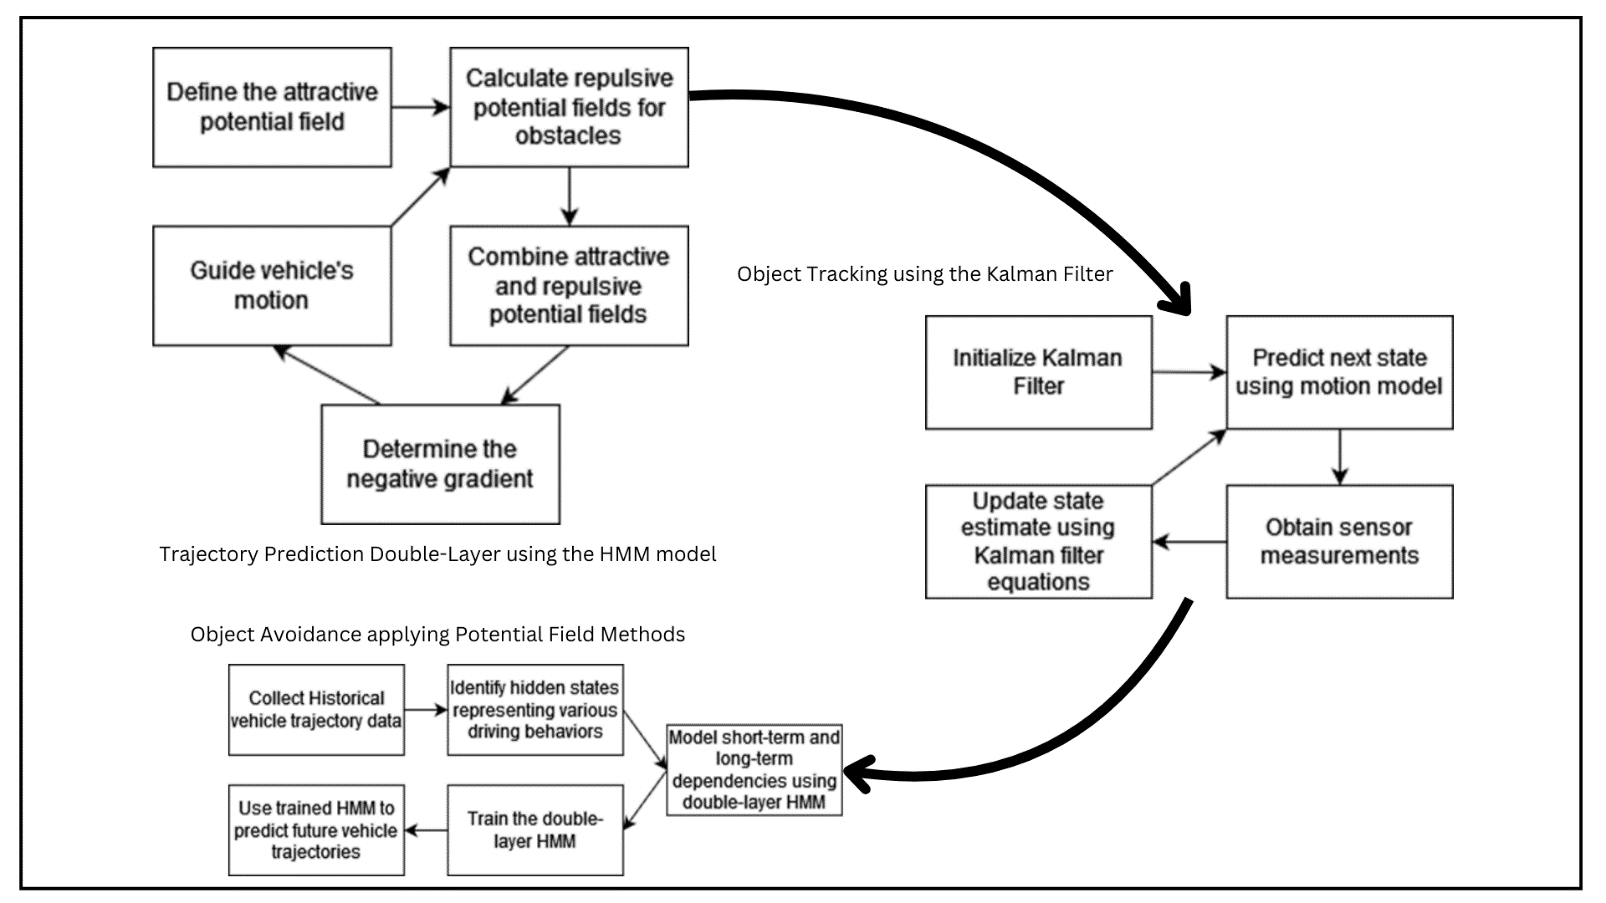 Define the attractive
potential field
Calculate repulsive
potential fields for
obstacles
Guide vehicle's
motion
Combine attractive
and repulsive
potential fields
Determine the
negative gradient
Trajectory Prediction Double-Layer using the HMM model
Object Tracking using the Kalman Filter
Initialize Kalman
Filter
Predict next state
using motion model
Update state
estimate using
Kalman filter
equations
Obtain sensor
measurements
Object Avoidance applying Potential Field Methods
Collect Historical
vehicle trajectory data
Identify hidden states
representing various
driving behaviors
Model short-term and
long-term
dependencies using
double-layer HMM
Use trained HMM to
predict future vehicle
trajectories
Train the double-
layer HMM